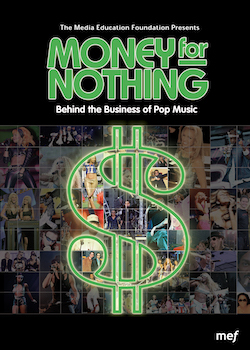 The Media Education Foundation Presents
MONEY for
NOTHING
Behind the Business of Pop Music
mef